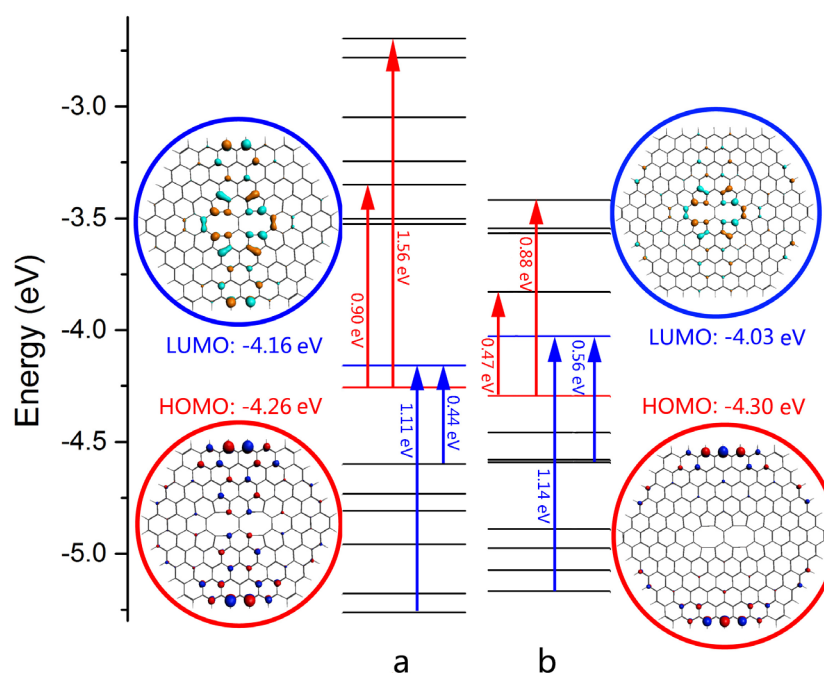 Energy (eV)
-3.0
-3.5
-4.0
-4.5
-5.0
LUMO: -4.16 eV
HOMO: -4.26 eV
0.90 eV
1.56 eV
1.11 eV
0.44 eV
0.47 eV
0.88 eV
1.14 eV
0.56 eV
LUMO: -4.03 eV
HOMO: -4.30 eV
a
b